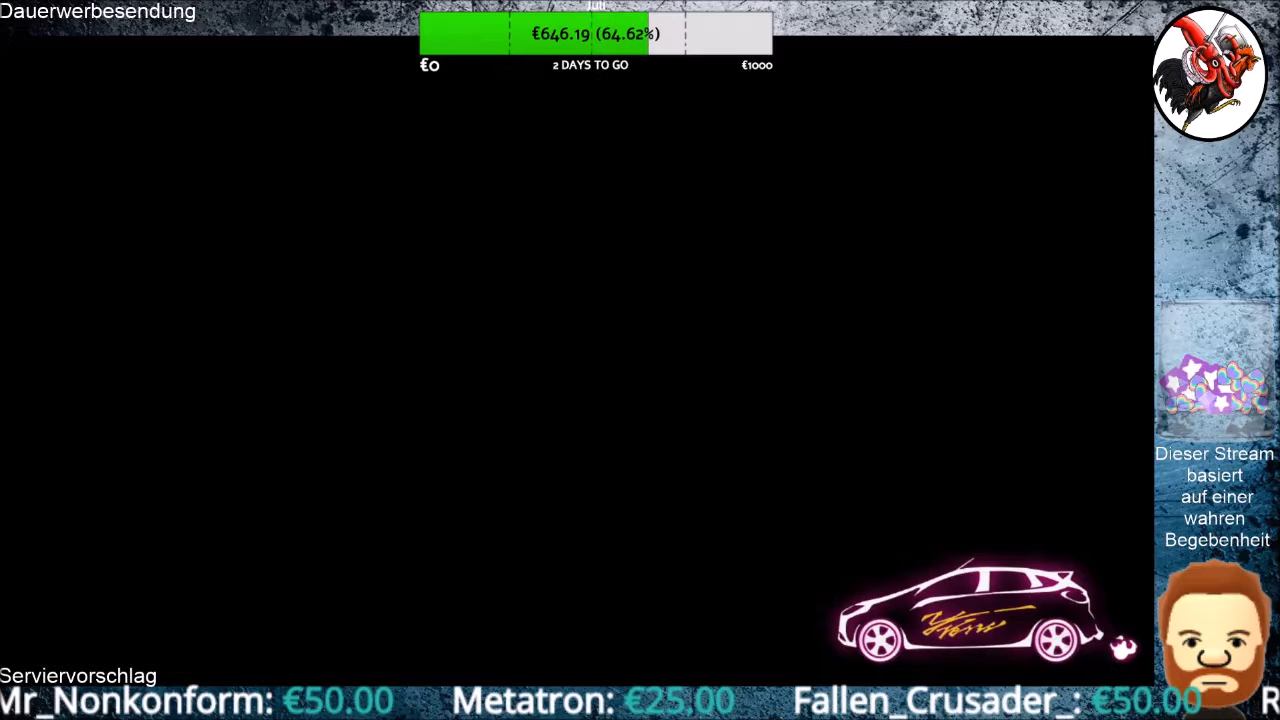 Dauerwerbesendung
Juli
€646.19 (64.62%)
€0
2 DAYS TO GO
€1000
Dieser Stream
basiert
auf einer
wahren
Begebenheit
Serviervorschlag
Mr_Nonkonform: €50.00 Metatron: €25.00 Fallen_Crusader_: €50.00 R